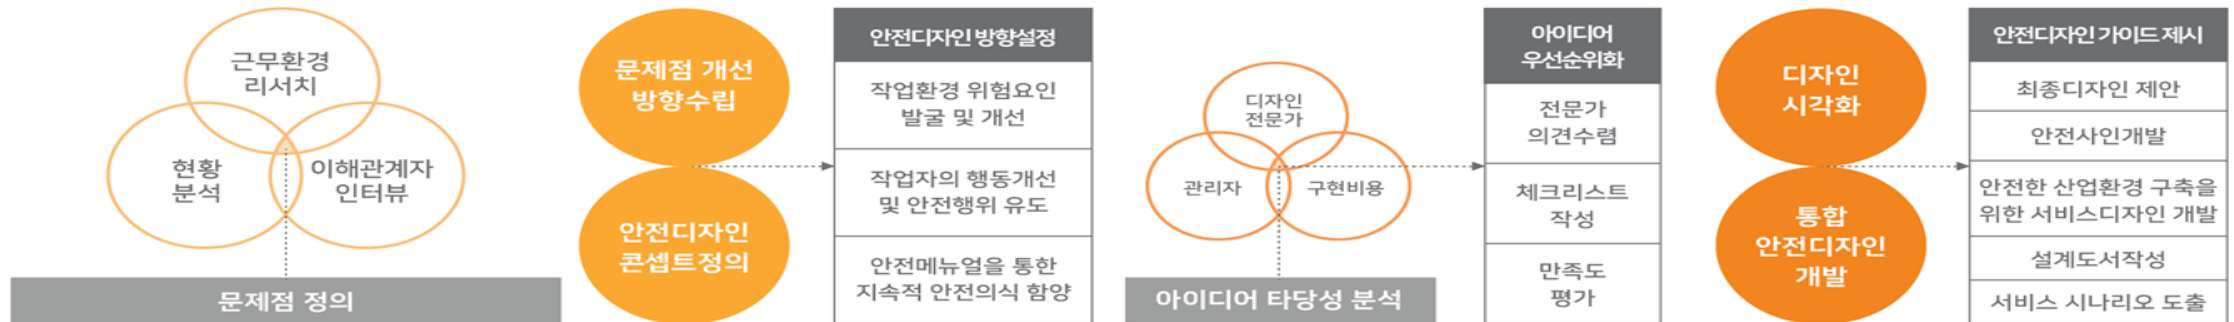 근무환경
리서치
현황
분석
이해관계자
인터뷰
문제점 정의
문제점 개선
방향수립
안전디자인
콘셉트정의
안전디자인 방향설정
작업환경 위험요인
발굴 및 개선
작업자의 행동개선
및 안전행위 유도
안전메뉴얼을 통한
지속적 안전의식 함양
디자인
전문가
관리자
구현비용
아이디어 타당성 분석
아이디어
우선순위화
전문가
의견수렴
체크리스트
작성
만족도
평가
디자인
시각화
통합
안전디자인
개발
안전디자인 가이드 제시
최종디자인 제안
안전사인개발
안전한 산업환경 구축을
위한 서비스디자인 개발
설계도서작성
서비스 시나리오 도출